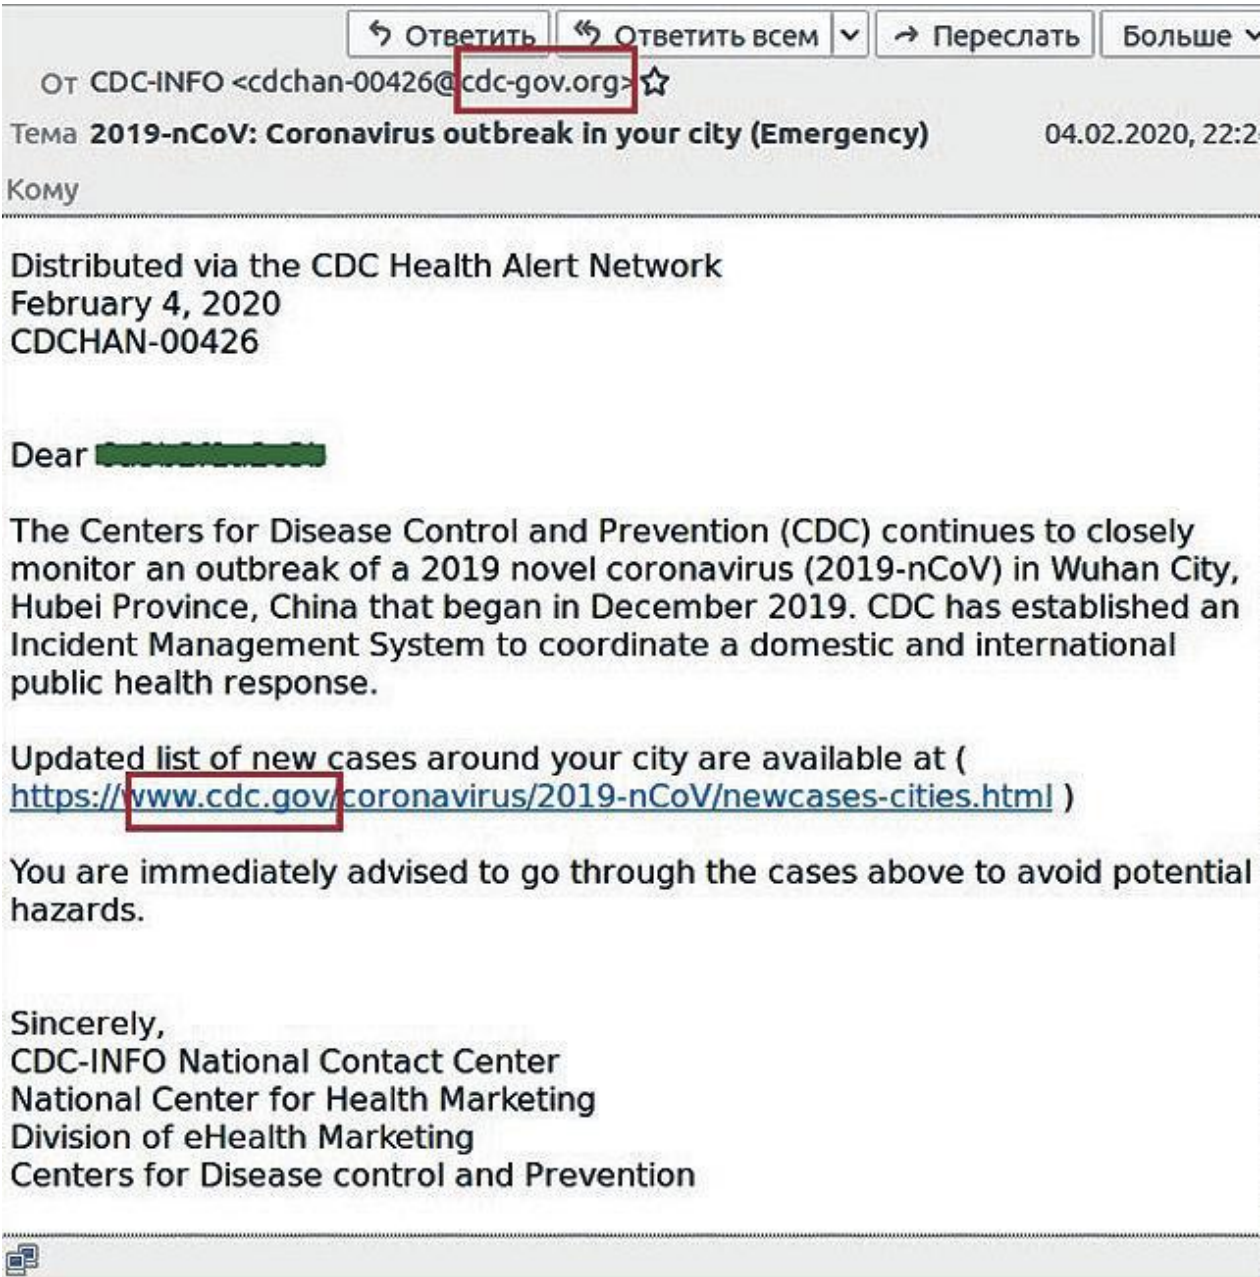 Ответить Ответить всем Переслать Больше
От CDC-INFO <cdchan-00426@cdc-gov.org>
Тема 2019-nCoV: Coronavirus outbreak in your city (Emergency) 04.02.2020, 22:2
Кому
Distributed via the CDC Health Alert Network
February 4, 2020
CDCHAN-00426
Dear
The Centers for Disease Control and Prevention (CDC) continues to closely
monitor an outbreak of a 2019 novel coronavirus (2019-nCoV) in Wuhan City,
Hubei Province, China that began in December 2019. CDC has established an
Incident Management System to coordinate a domestic and international
public health response.
Updated list of new cases around your city are available at (
https://www.cdc.gov/coronavirus/2019-nCoV/newcases-cities.html )
You are immediately advised to go through the cases above to avoid potential
hazards.
Sincerely,
CDC-INFO National Contact Center
National Center for Health Marketing
Division of eHealth Marketing
Centers for Disease control and Prevention